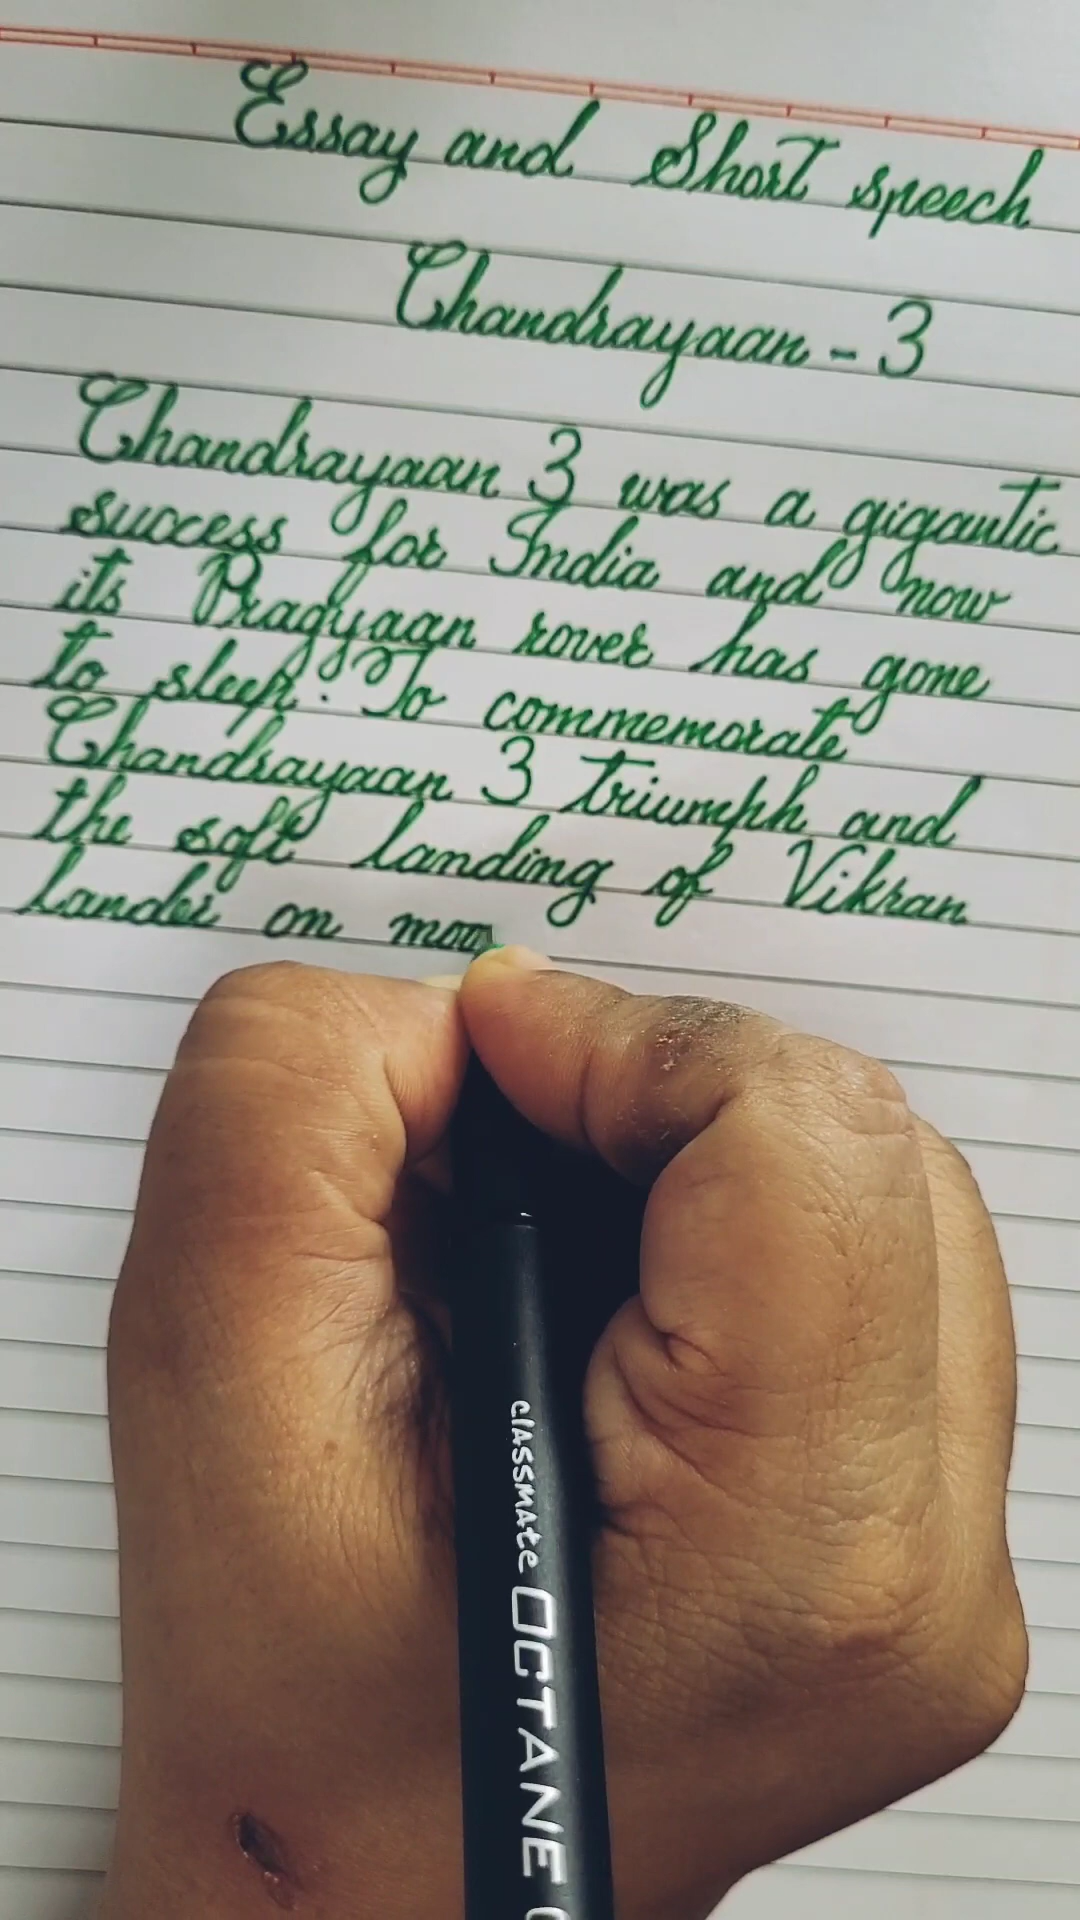 Essay and Short speech
Chandrayaan - 3
Chandrayaan 3 was a gigantic
success for India and now
its Pragyaan rover has gone
to sleep. To commemorate
Chandrayaan 3 triumph and
the soft landing of Vikran
Lander on moo
classmate OCTANE